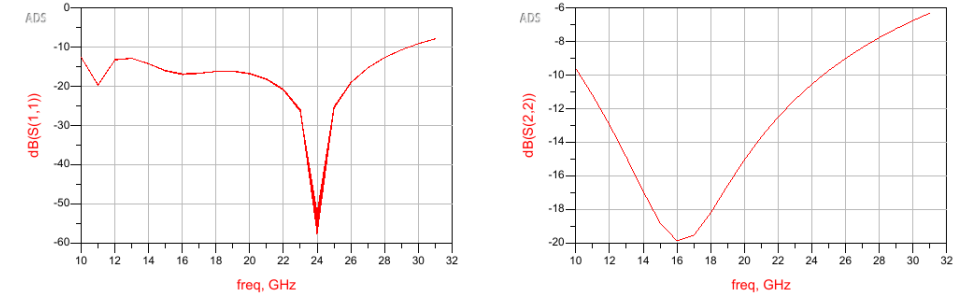 ADS
dB(S(1,1))
0
-10
-20
-30
-40
-50
-60
10 12 14 16 18 20 22 24 26 28 30 32
freq, GHz
ADS
dB(S(2,2))
-6
-8
-10
-12
-14
-16
-18
-20
10 12 14 16 18 20 22 24 26 28 30 32
freq, GHz